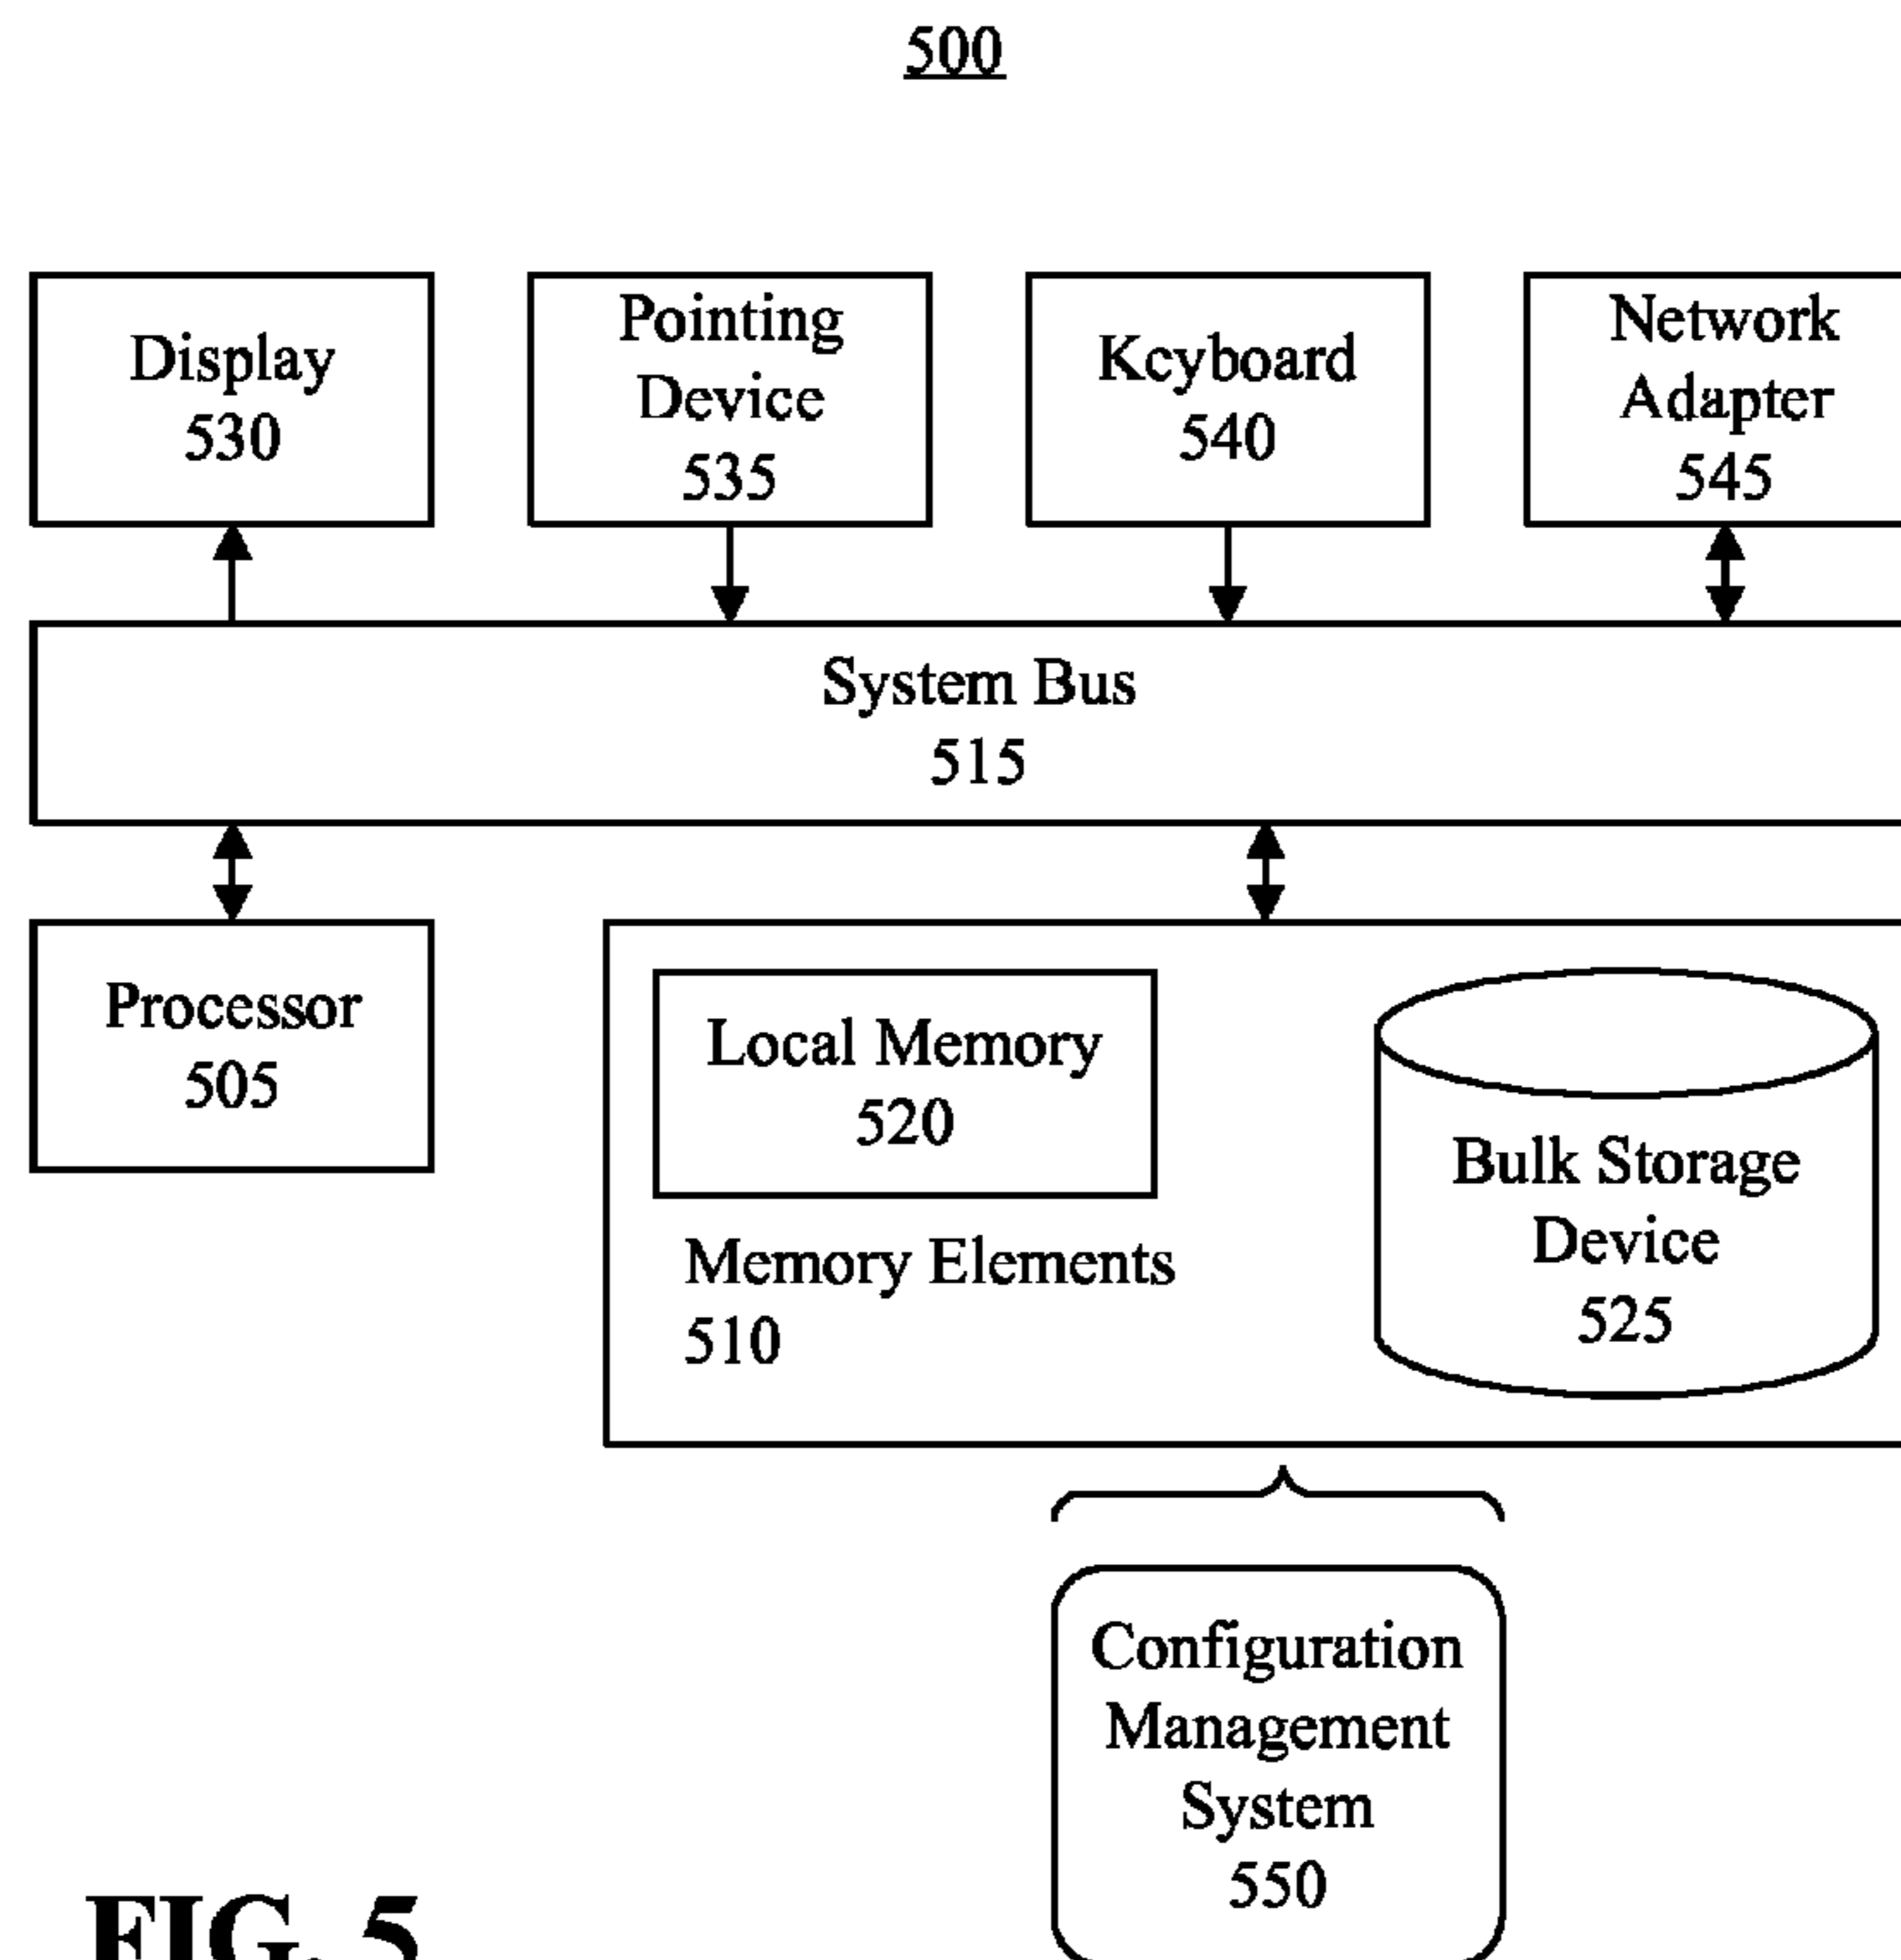 500
Display
530
Pointing
Device
535
Kcyboard
540
Network
Adapter
545
System Bus
515
Processor
505
Local Memory
520
Memory Elements
510
Bulk Storage
Device
525
Configuration
Management
System
550
FIG. 5